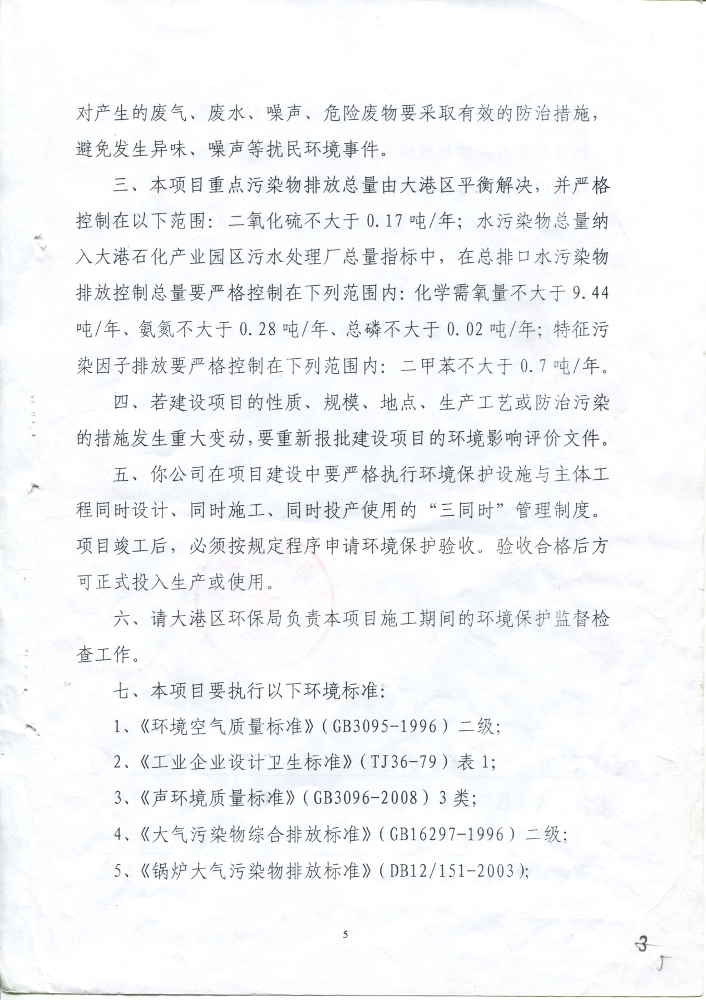 对产生的废气、废水、噪声、危险废物要采取有效的防治措施，
避免发生异味、噪声等扰民环境事件。
三、本项目重点污染物排放总量由大港区平衡解决，并严格
控制在以下范围：二氧化硫不大于 0.17 吨/年；水污染物总量纳
入大港石化产业园区污水处理厂总量指标中，在总排口水污染物
排放控制总量要严格控制在下列范围内：化学需氧量不大于 9.44
吨/年、氨氮不大于 0.28 吨/年、总磷不大于 0.02 吨/年；特征污
染因子排放要严格控制在下列范围内：二甲苯不大于 0.7 吨/年。
四、若建设项目的性质、规模、地点、生产工艺或防治污染
的措施发生重大变动，要重新报批建设项目的环境影响评价文件。
五、你公司在项目建设中要严格执行环境保护设施与主体工
程同时设计、同时施工、同时投产使用的“三同时”管理制度。
项目竣工后，必须按规定程序申请环境保护验收。验收合格后方
可正式投入生产或使用。
六、请大港区环保局负责本项目施工期间的环境保护监督检
查工作。
七、本项目要执行以下环境标准：
1、《环境空气质量标准》（GB3095-1996）二级；
2、《工业企业设计卫生标准》（TJ36-79）表 1；
3、《声环境质量标准》（GB3096-2008）3 类；
4、《大气污染物综合排放标准》（GB16297-1996）二级；
5、《锅炉大气污染物排放标准》（DB12/151-2003）；
5
3
5